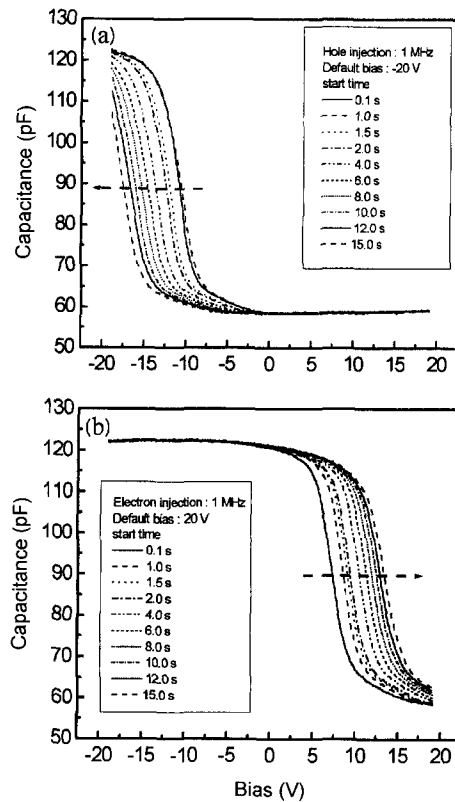 (a)
130
120
110
100
90
80
70
60
50
Capacitance (pF)
Hole injection : 1 MHz
Default bias : -20 V
start time
0.1 s
1.0 s
1.5 s
2.0 s
4.0 s
6.0 s
8.0 s
10.0 s
12.0 s
15.0 s
-20 -15 -10 -5 0 5 10 15 20
(b)
130
120
110
100
90
80
70
60
50
Capacitance (pF)
Electron injection : 1 MHz
Default bias : 20 V
start time
0.1 s
1.0 s
1.5 s
2.0 s
4.0 s
6.0 s
8.0 s
10.0 s
12.0 s
15.0 s
-20 -15 -10 -5 0 5 10 15 20
Bias (V)